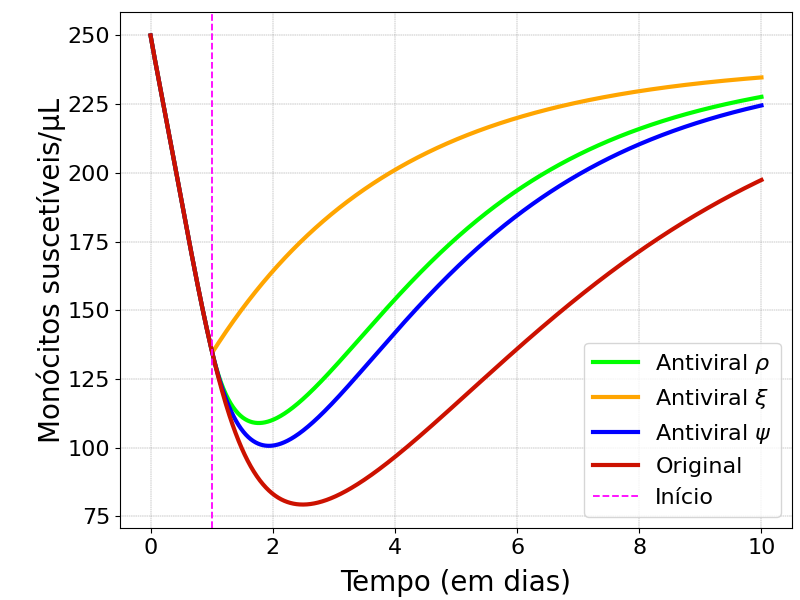 Monócitos suscetíveis/μL
250
225
200
175
150
125
100
75
0 2 4 6 8 10
Tempo (em dias)
Antiviral ρ
Antiviral ξ
Antiviral ψ
Original
Início